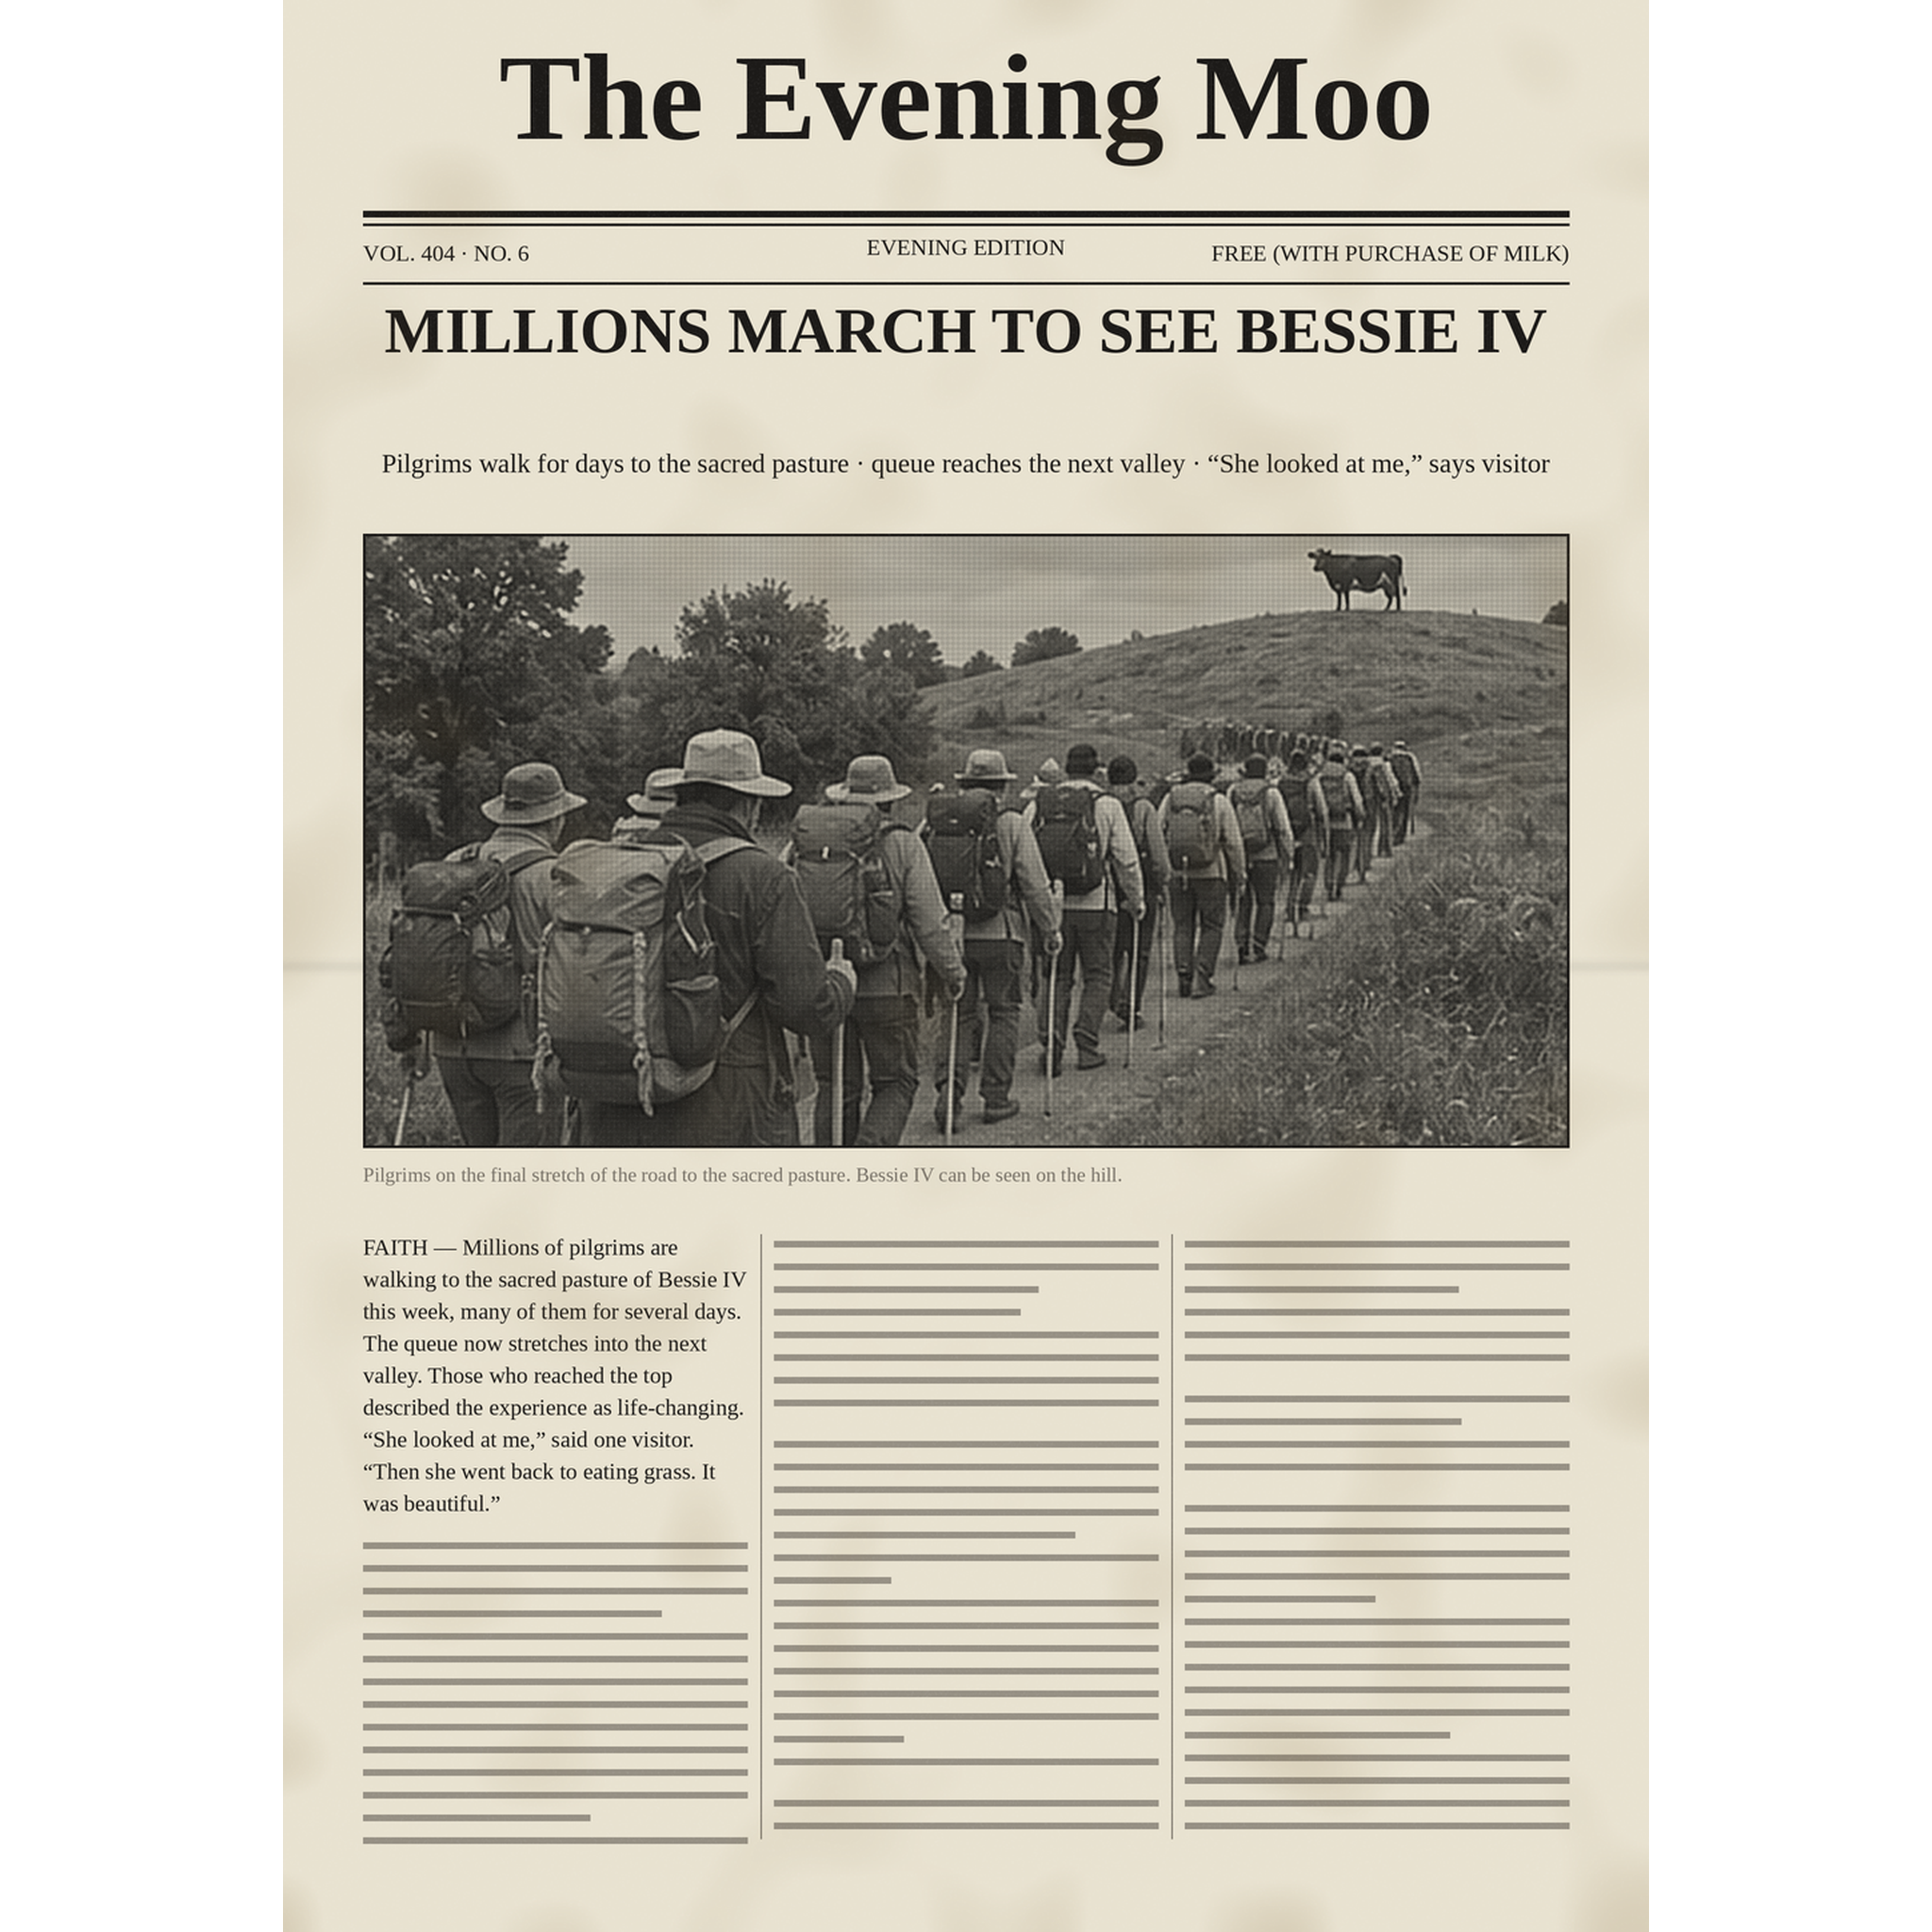 The Evening Moo
VOL. 404 · NO. 6
EVENING EDITION
FREE (WITH PURCHASE OF MILK)
MILLIONS MARCH TO SEE BESSIE IV
Pilgrims walk for days to the sacred pasture · queue reaches the next valley · “She looked at me,” says visitor
Pilgrims on the final stretch of the road to the sacred pasture. Bessie IV can be seen on the hill.
FAITH — Millions of pilgrims are
walking to the sacred pasture of Bessie IV
this week, many of them for several days.
The queue now stretches into the next
valley. Those who reached the top
described the experience as life-changing.
“She looked at me,” said one visitor.
“Then she went back to eating grass. It
was beautiful.”